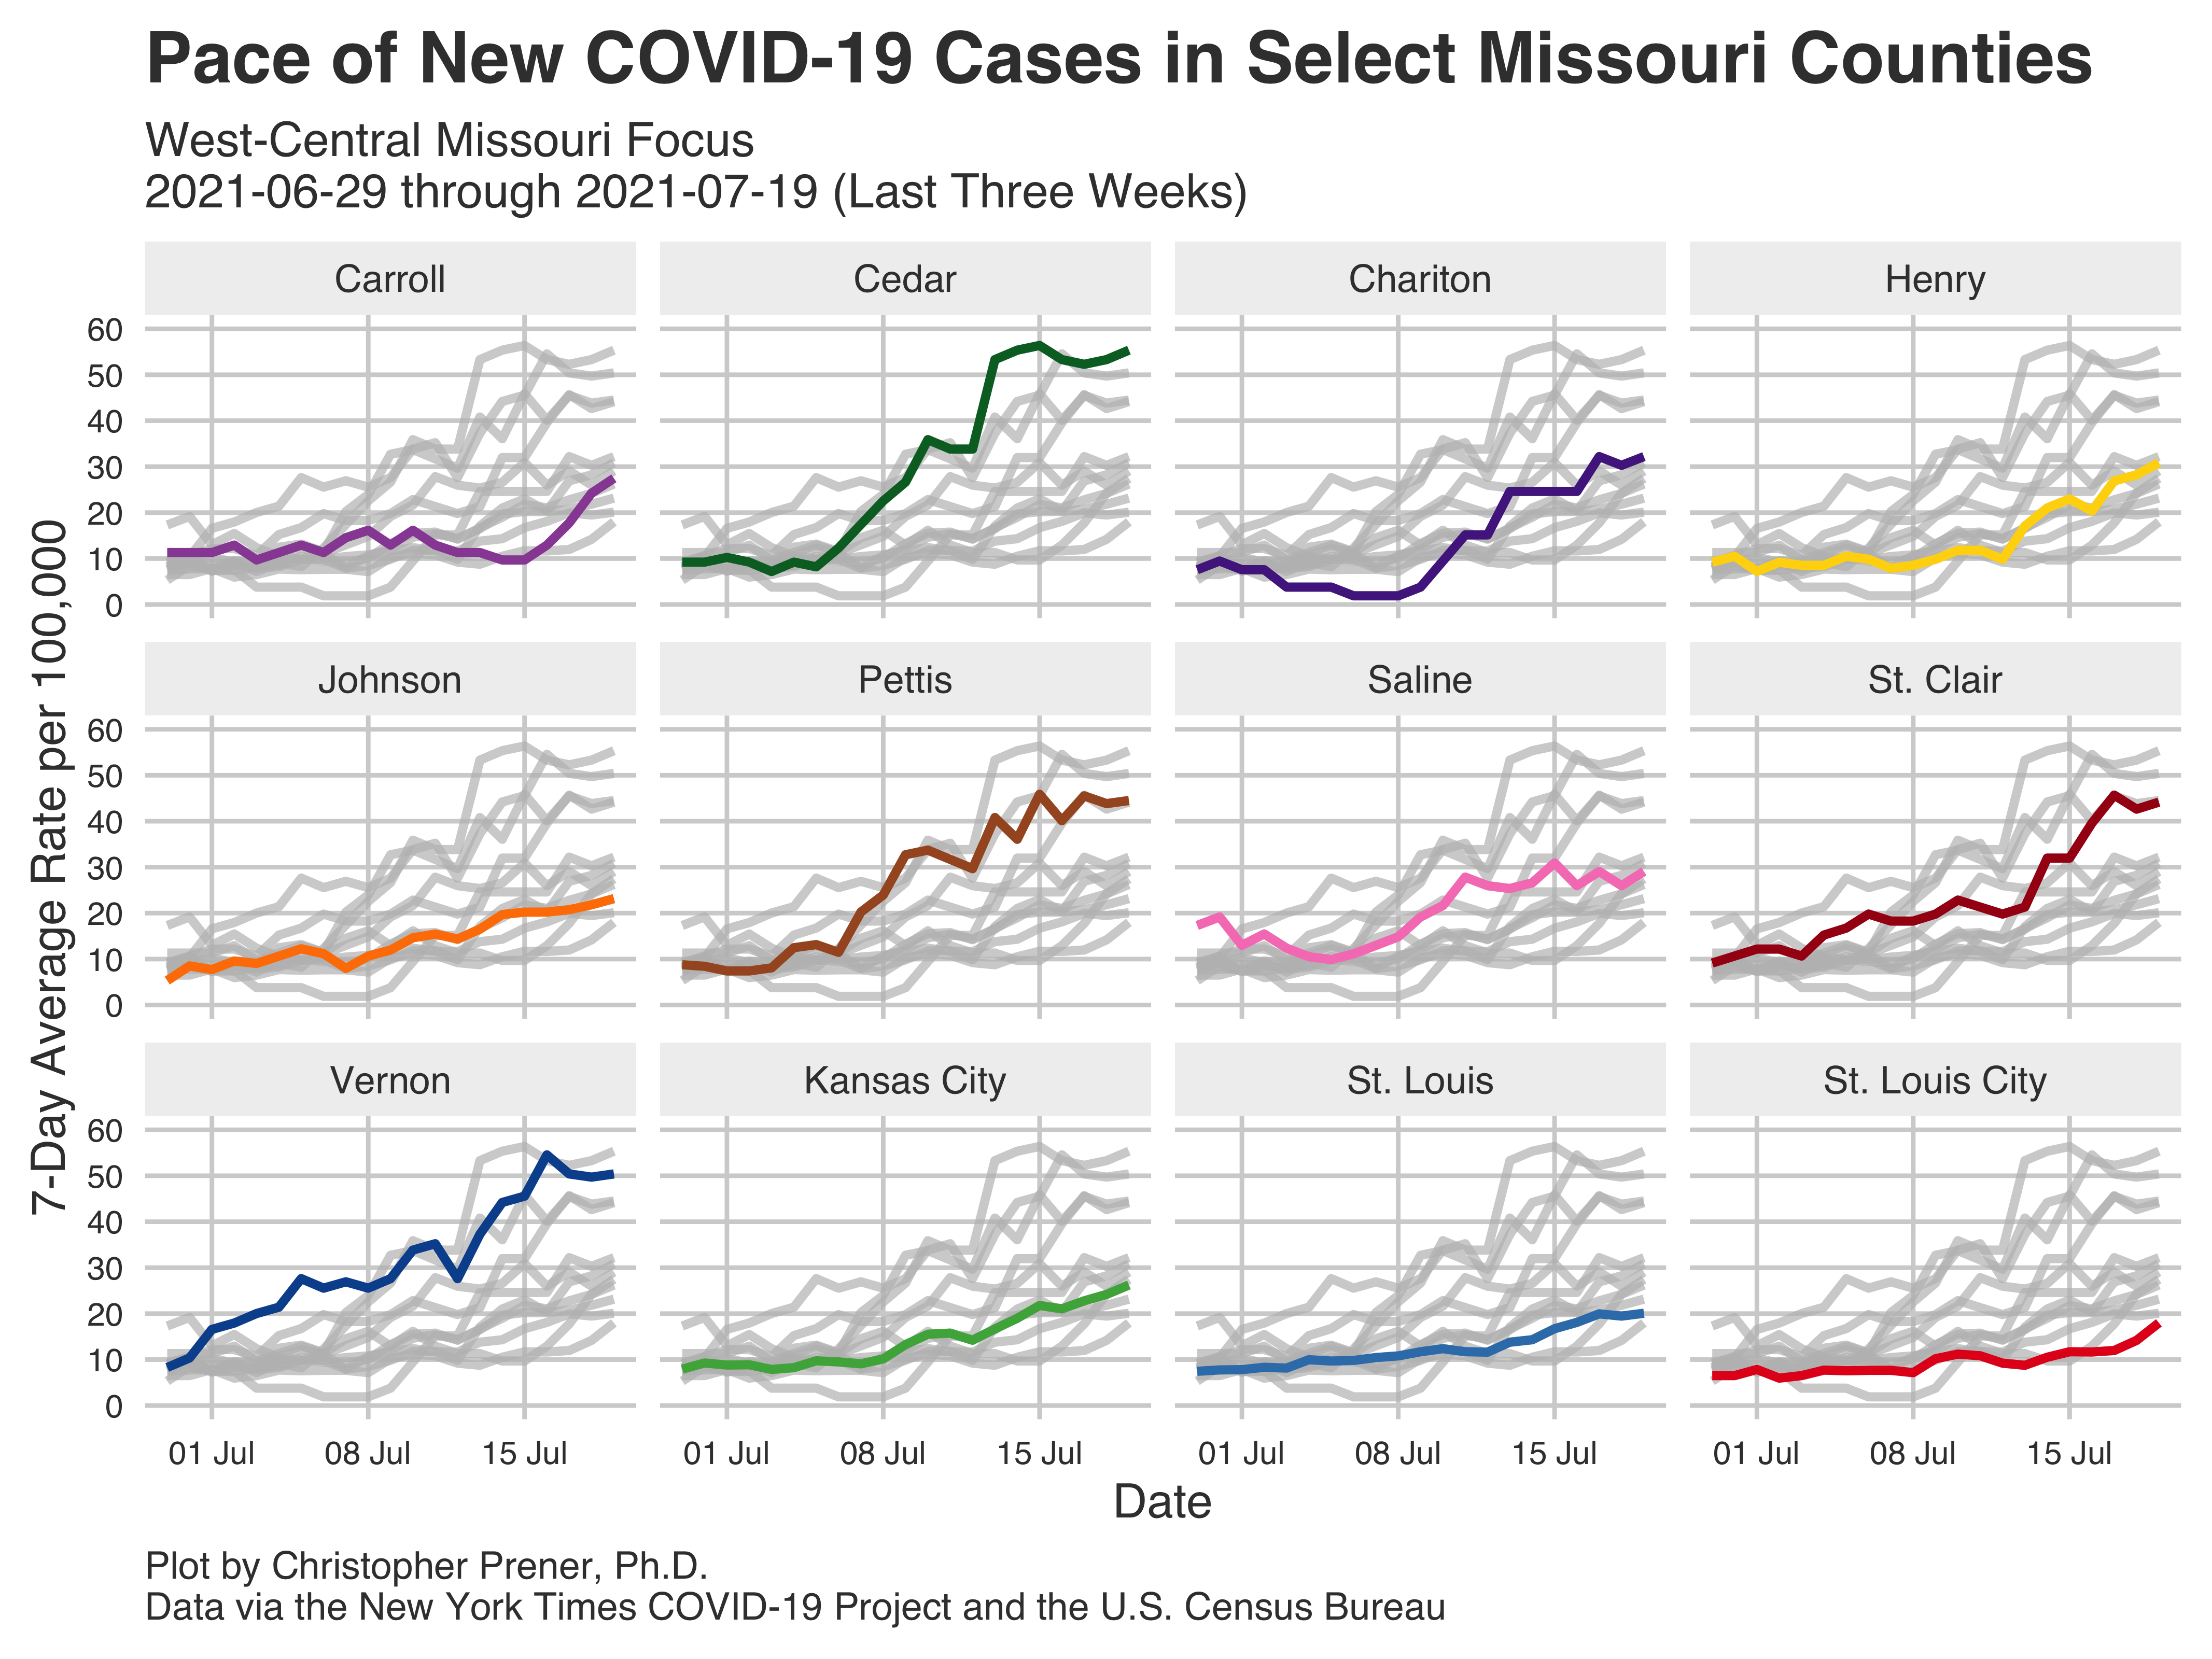 Pace of New COVID-19 Cases in Select Missouri Counties
West-Central Missouri Focus
2021-06-29 through 2021-07-19 (Last Three Weeks)
7-Day Average Rate per 100,000
Carroll
Cedar
Chariton
Henry
60
50
40
30
20
10
0
Johnson
Pettis
Saline
St. Clair
60
50
40
30
20
10
0
Vernon
Kansas City
St. Louis
St. Louis City
60
50
40
30
20
10
0
01 Jul 08 Jul 15 Jul
01 Jul 08 Jul 15 Jul
01 Jul 08 Jul 15 Jul
01 Jul 08 Jul 15 Jul
Date
Plot by Christopher Prener, Ph.D.
Data via the New York Times COVID-19 Project and the U.S. Census Bureau